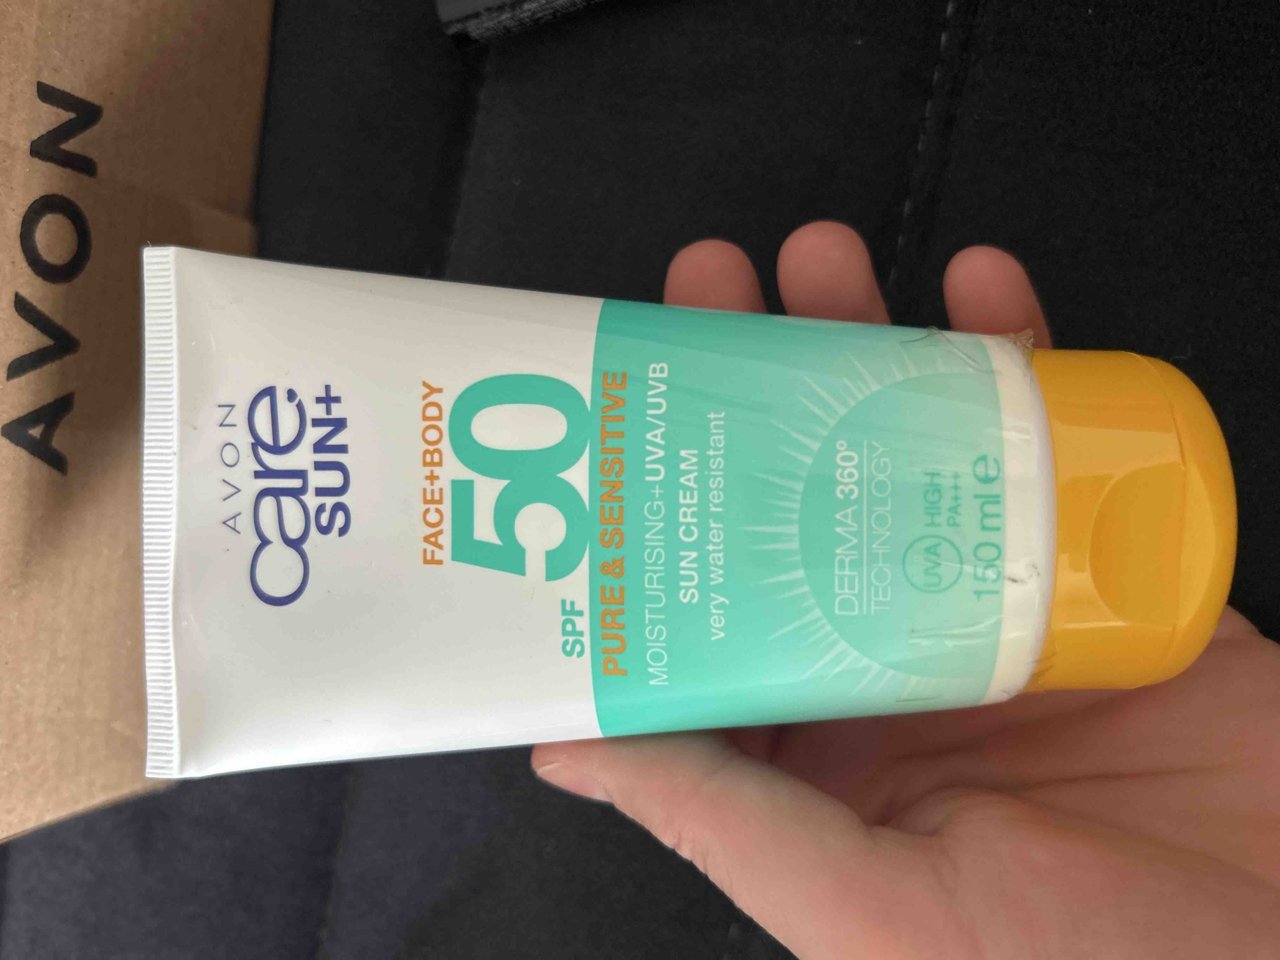 AVON
AVON
care.
SUN+
FACE+BODY
SPF 50
PURE & SENSITIVE
MOISTURISING+UVA/UVB
SUN CREAM
very water resistant
DERMA 360º
TECHNOLOGY
UVA HIGH
PA++++
150 ml e